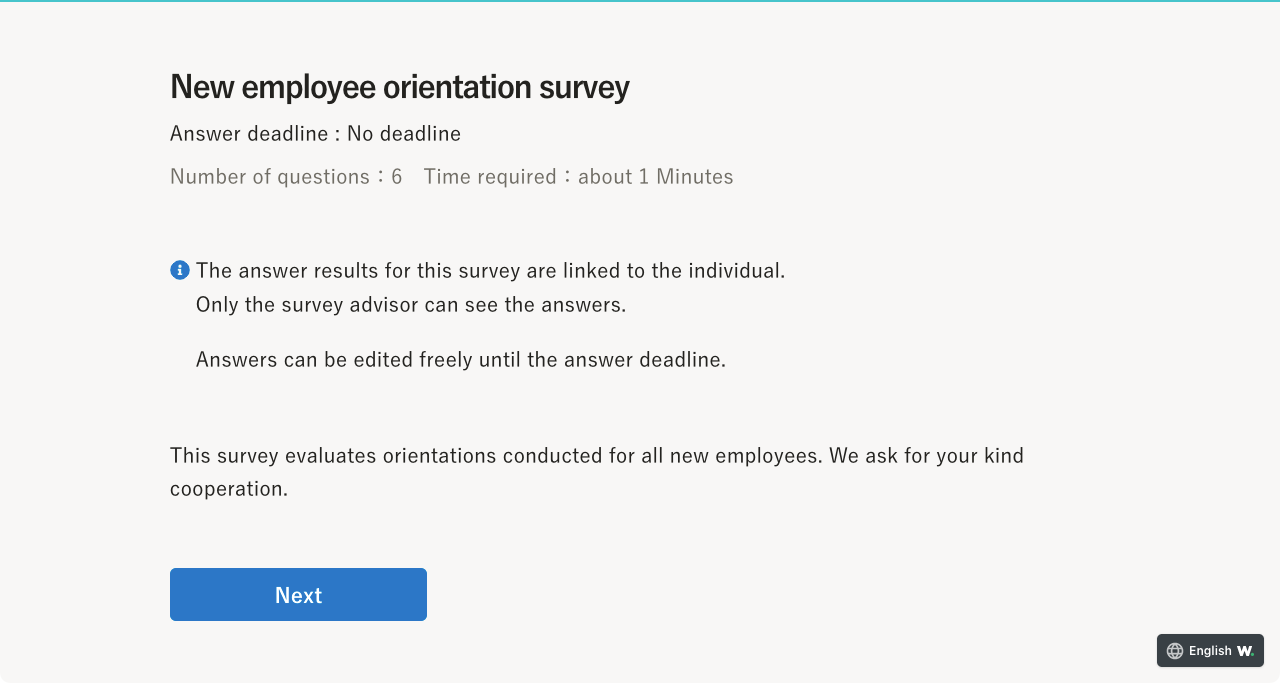 New employee orientation survey
Answer deadline : No deadline
Number of questions：6 Time required：about 1 Minutes
The answer results for this survey are linked to the individual.
Only the survey advisor can see the answers.
Answers can be edited freely until the answer deadline.
This survey evaluates orientations conducted for all new employees. We ask for your kind
cooperation.
Next
English W.